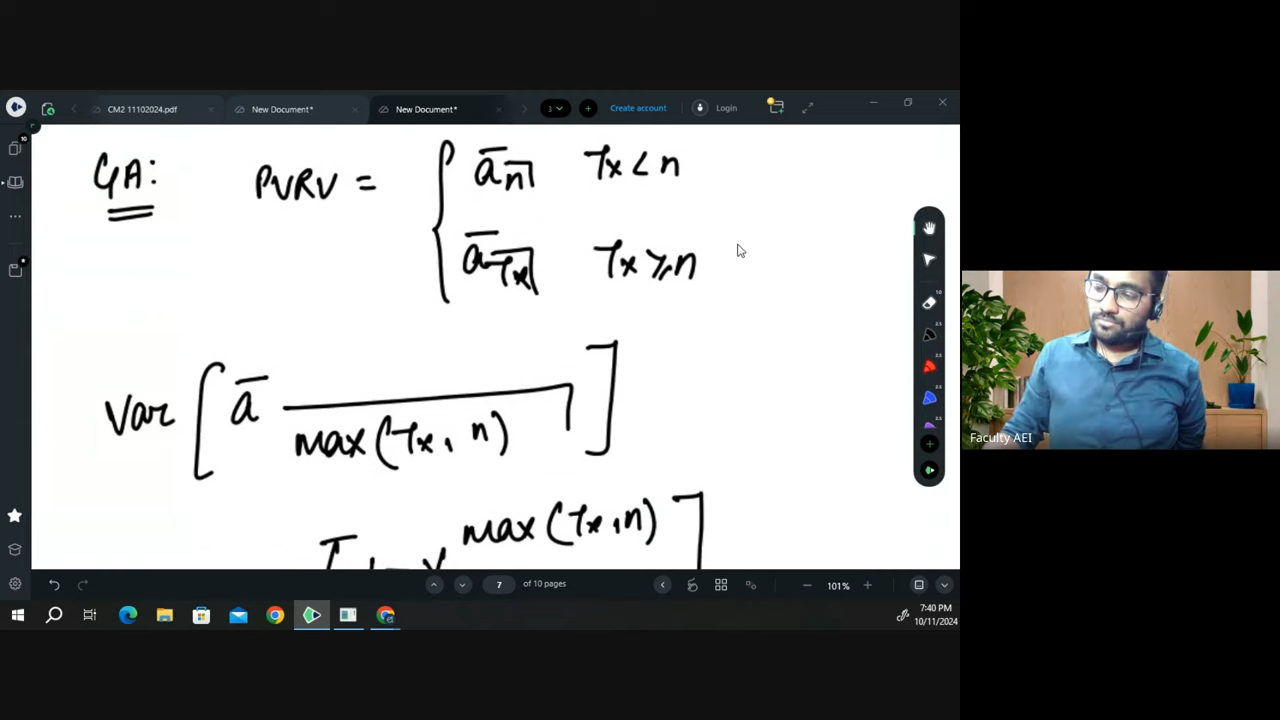 CM2 11102024.pdf New Document* New Document* 3 Create account Login
GA: PVRV = { a̅n̅| Tx < n
a̅T̅x̅| Tx ≥ n
Var [ a̅ max(Tx, n) ]
max(Tx, n) ]
Faculty AEI
7 of 10 pages 101%
7:40 PM
10/11/2024